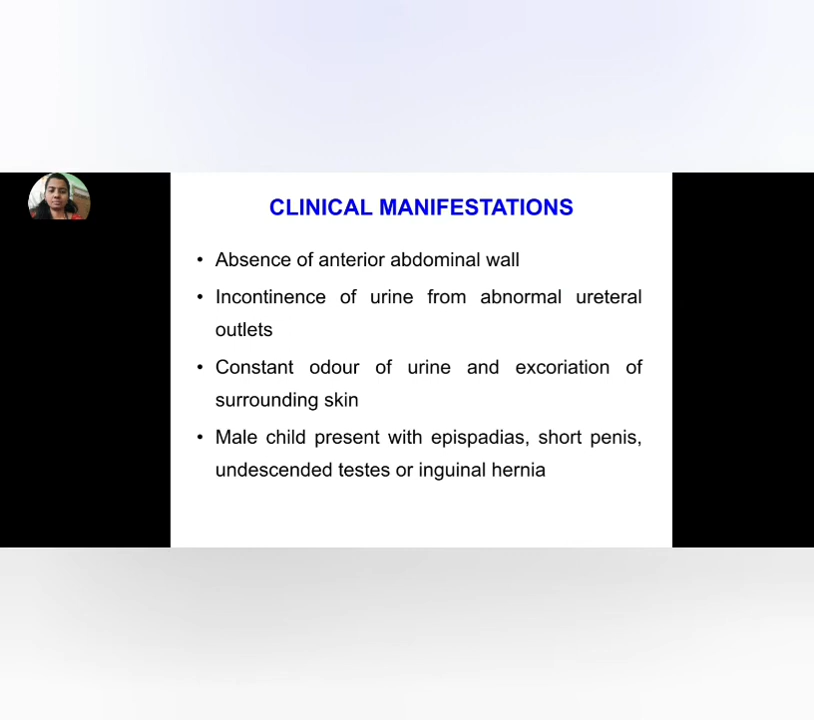 CLINICAL MANIFESTATIONS
• Absence of anterior abdominal wall
• Incontinence of urine from abnormal ureteral
outlets
• Constant odour of urine and excoriation of
surrounding skin
• Male child present with epispadias, short penis,
undescended testes or inguinal hernia